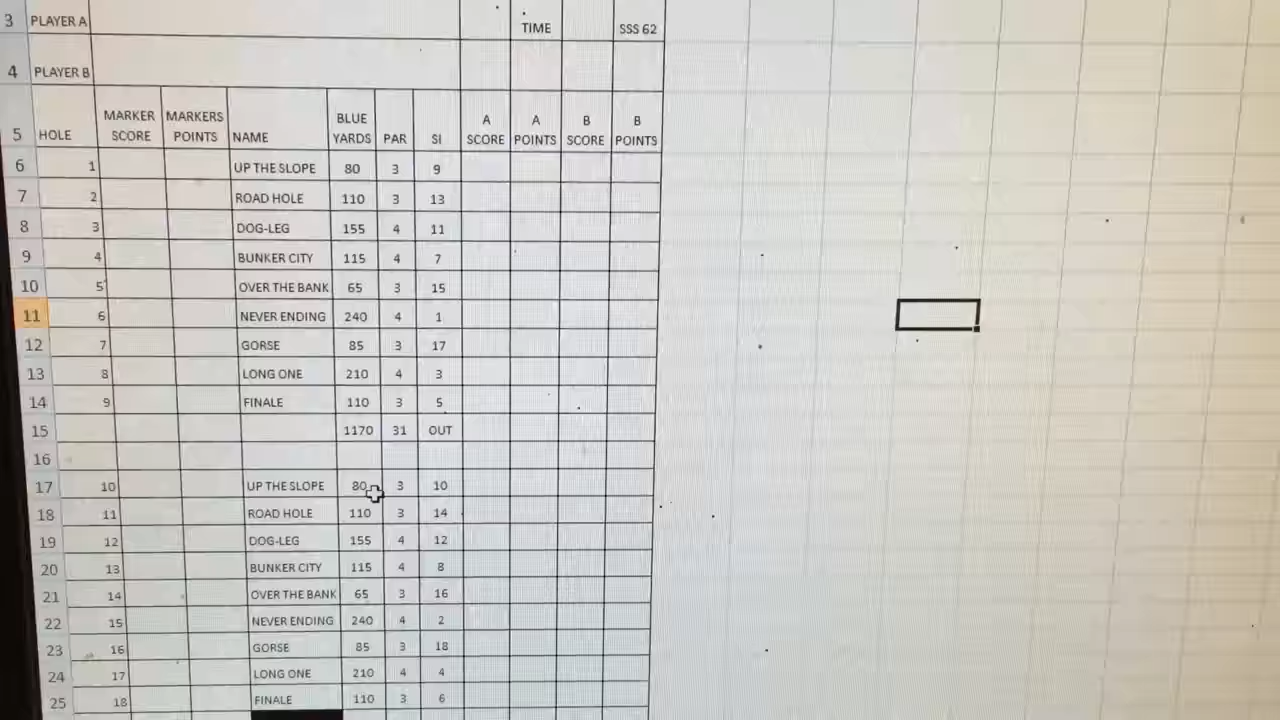 3 PLAYER A TIME SSS 62
4 PLAYER B
5 HOLE MARKER SCORE MARKERS POINTS NAME BLUE YARDS PAR SI A SCORE A POINTS B SCORE B POINTS
6 1 UP THE SLOPE 80 3 9
7 2 ROAD HOLE 110 3 13
8 3 DOG-LEG 155 4 11
9 4 BUNKER CITY 115 4 7
10 5 OVER THE BANK 65 3 15
11 6 NEVER ENDING 240 4 1
12 7 GORSE 85 3 17
13 8 LONG ONE 210 4 3
14 9 FINALE 110 3 5
15 1170 31 OUT
16
17 10 UP THE SLOPE 80 3 10
18 11 ROAD HOLE 110 3 14
19 12 DOG-LEG 155 4 12
20 13 BUNKER CITY 115 4 8
21 14 OVER THE BANK 65 3 16
22 15 NEVER ENDING 240 4 2
23 16 GORSE 85 3 18
24 17 LONG ONE 210 4 4
25 18 FINALE 110 3 6